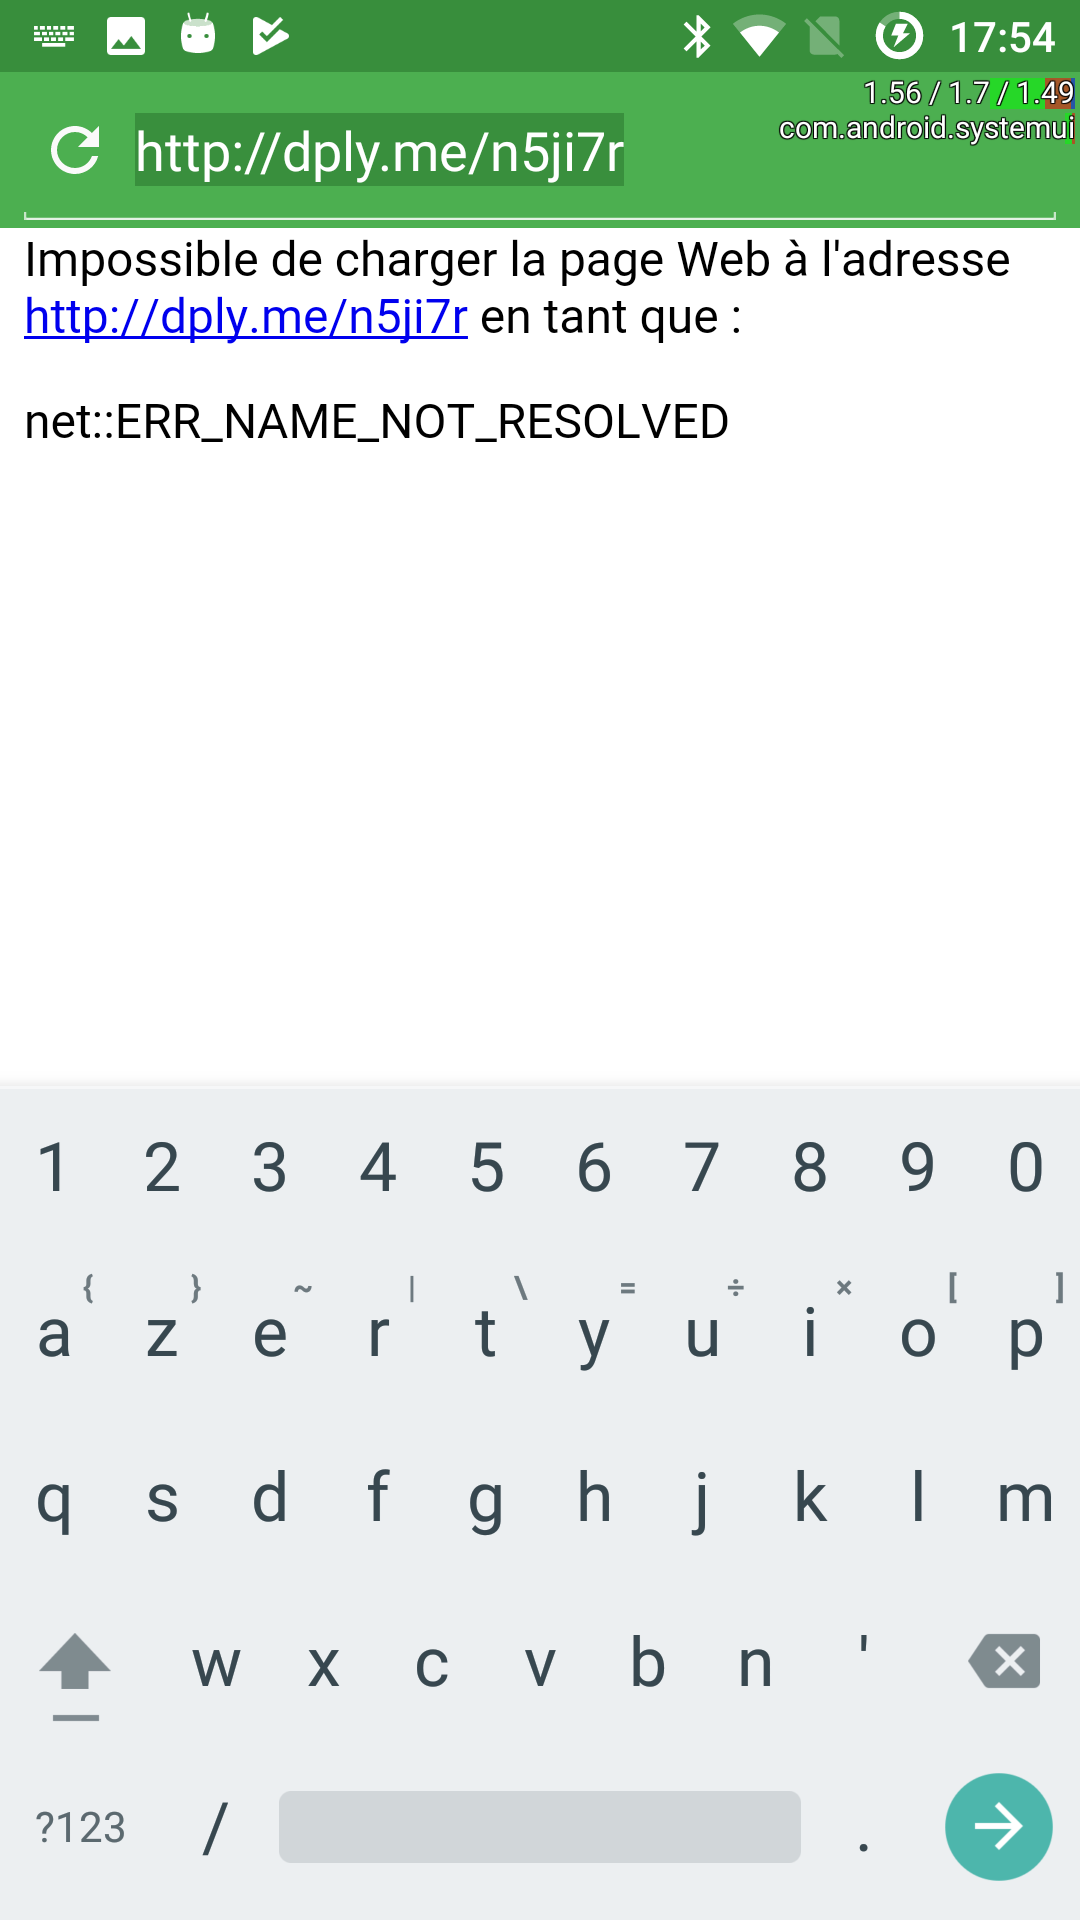 17:54
1.56 / 1.7 / 1.49
com.android.systemui
http://dply.me/n5ji7r
Impossible de charger la page Web à l'adresse
http://dply.me/n5ji7r en tant que :
net::ERR_NAME_NOT_RESOLVED
1 2 3 4 5 6 7 8 9 0
{ } ~ | \ = ÷ × [ ]
a z e r t y u i o p
q s d f g h j k l m
w x c v b n '
?123 / .